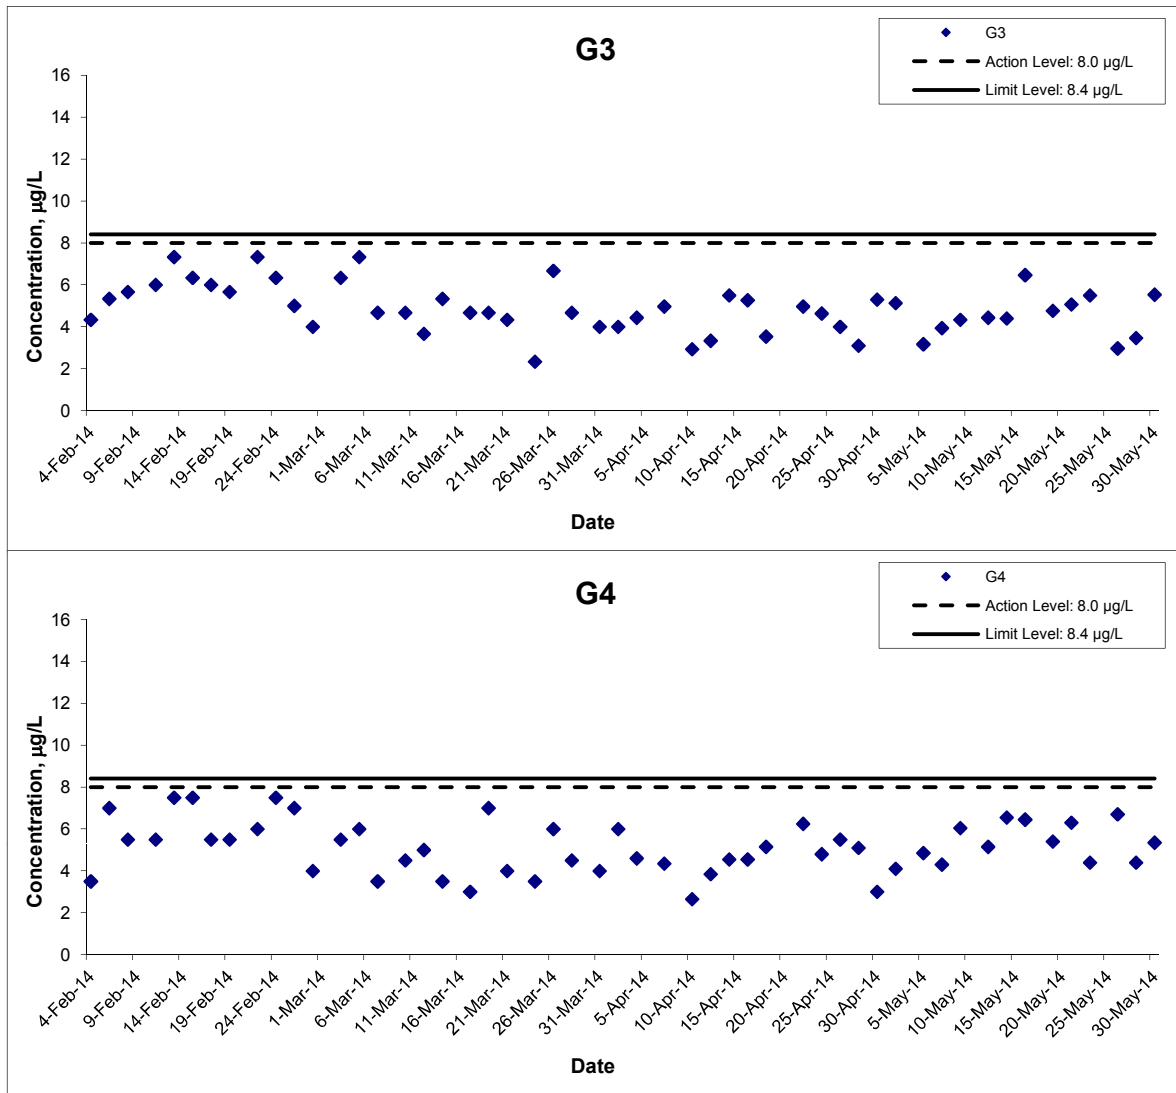 G3
G3
Action Level: 8.0 µg/L
Limit Level: 8.4 µg/L
Concentration, µg/L
16
14
12
10
8
6
4
2
0
4-Feb-14
9-Feb-14
14-Feb-14
19-Feb-14
24-Feb-14
1-Mar-14
6-Mar-14
11-Mar-14
16-Mar-14
21-Mar-14
26-Mar-14
31-Mar-14
5-Apr-14
10-Apr-14
15-Apr-14
20-Apr-14
25-Apr-14
30-Apr-14
5-May-14
10-May-14
15-May-14
20-May-14
25-May-14
30-May-14
Date
G4
G4
Action Level: 8.0 µg/L
Limit Level: 8.4 µg/L
Concentration, µg/L
16
14
12
10
8
6
4
2
0
4-Feb-14
9-Feb-14
14-Feb-14
19-Feb-14
24-Feb-14
1-Mar-14
6-Mar-14
11-Mar-14
16-Mar-14
21-Mar-14
26-Mar-14
31-Mar-14
5-Apr-14
10-Apr-14
15-Apr-14
20-Apr-14
25-Apr-14
30-Apr-14
5-May-14
10-May-14
15-May-14
20-May-14
25-May-14
30-May-14
Date